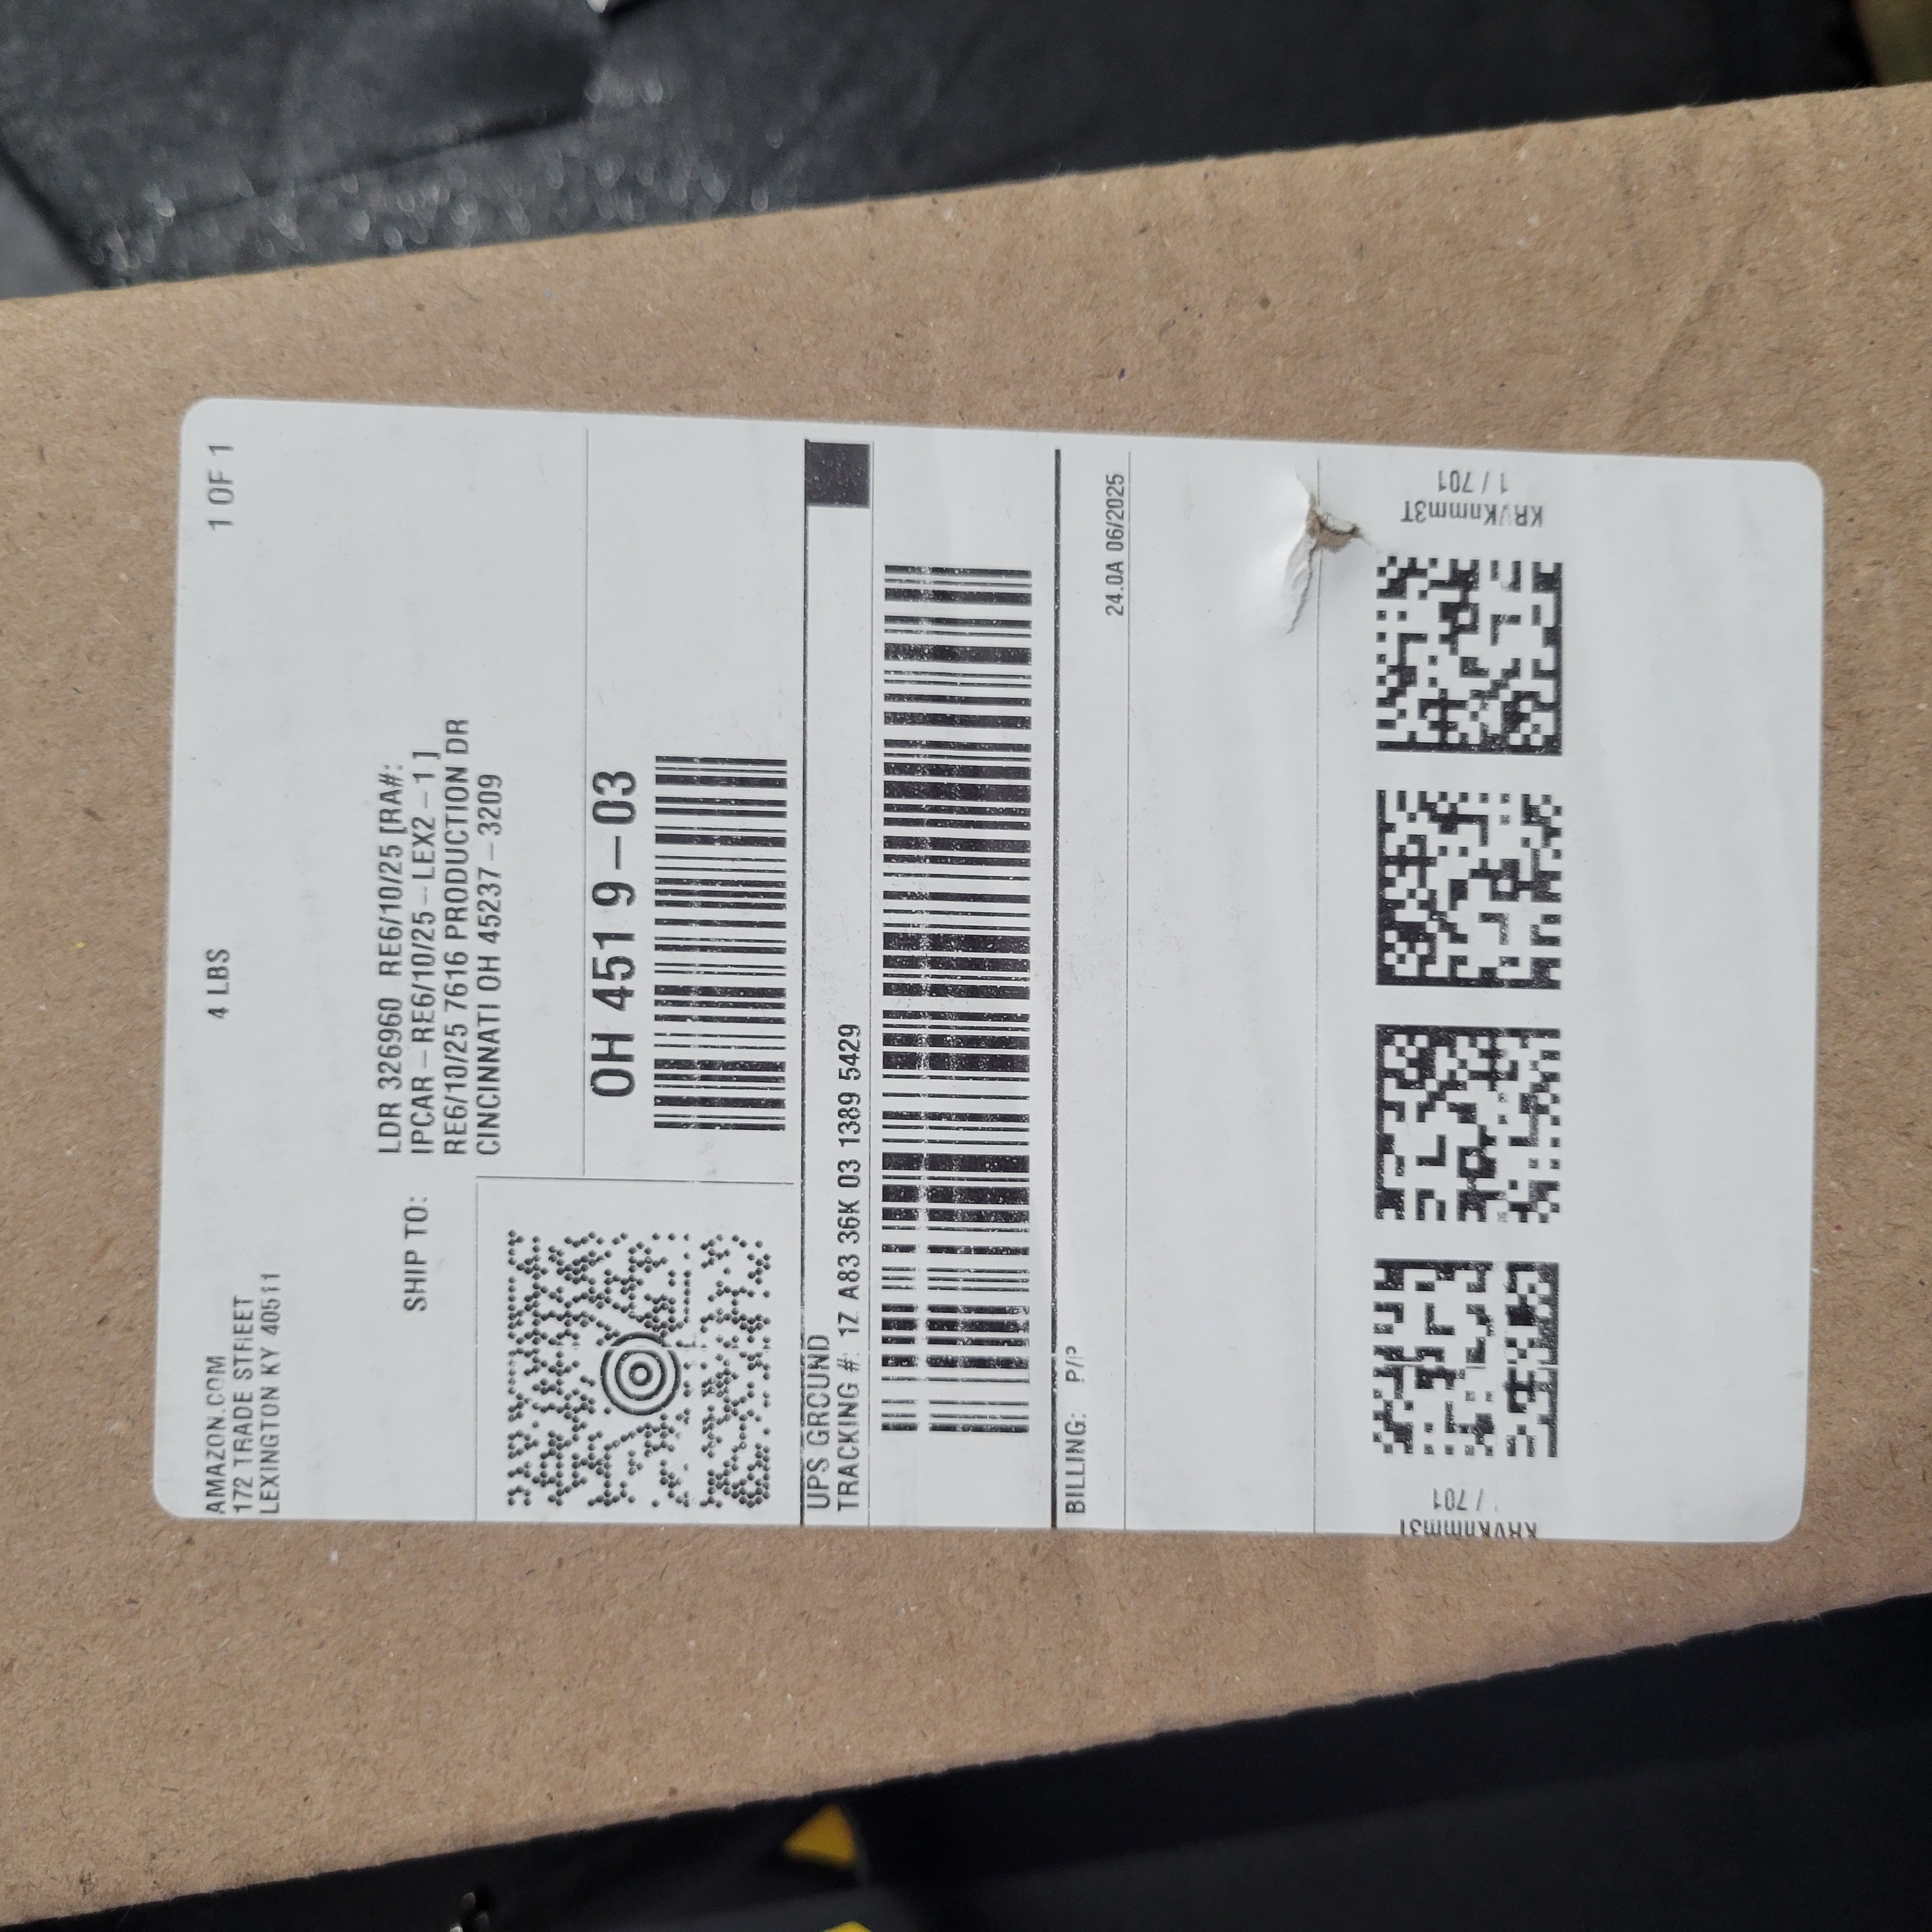 AMAZON.COM
172 TRADE STREET
LEXINGTON KY 40511
4 LBS
1 OF 1
SHIP TO:
LDR 326960 RE6/10/25 [RA#:
IPCAR-RE6/10/25-LEX2-1]
RE6/10/25 7616 PRODUCTION DR
CINCINNATI OH 45237-3209
OH 451 9-03
UPS GROUND
TRACKING #: 1Z A83 36K 03 1389 5429
BILLING: P/P
24.0A 06/2025
KRVKnmm3T
1 / 701
KRVKnmm3T
/ 701